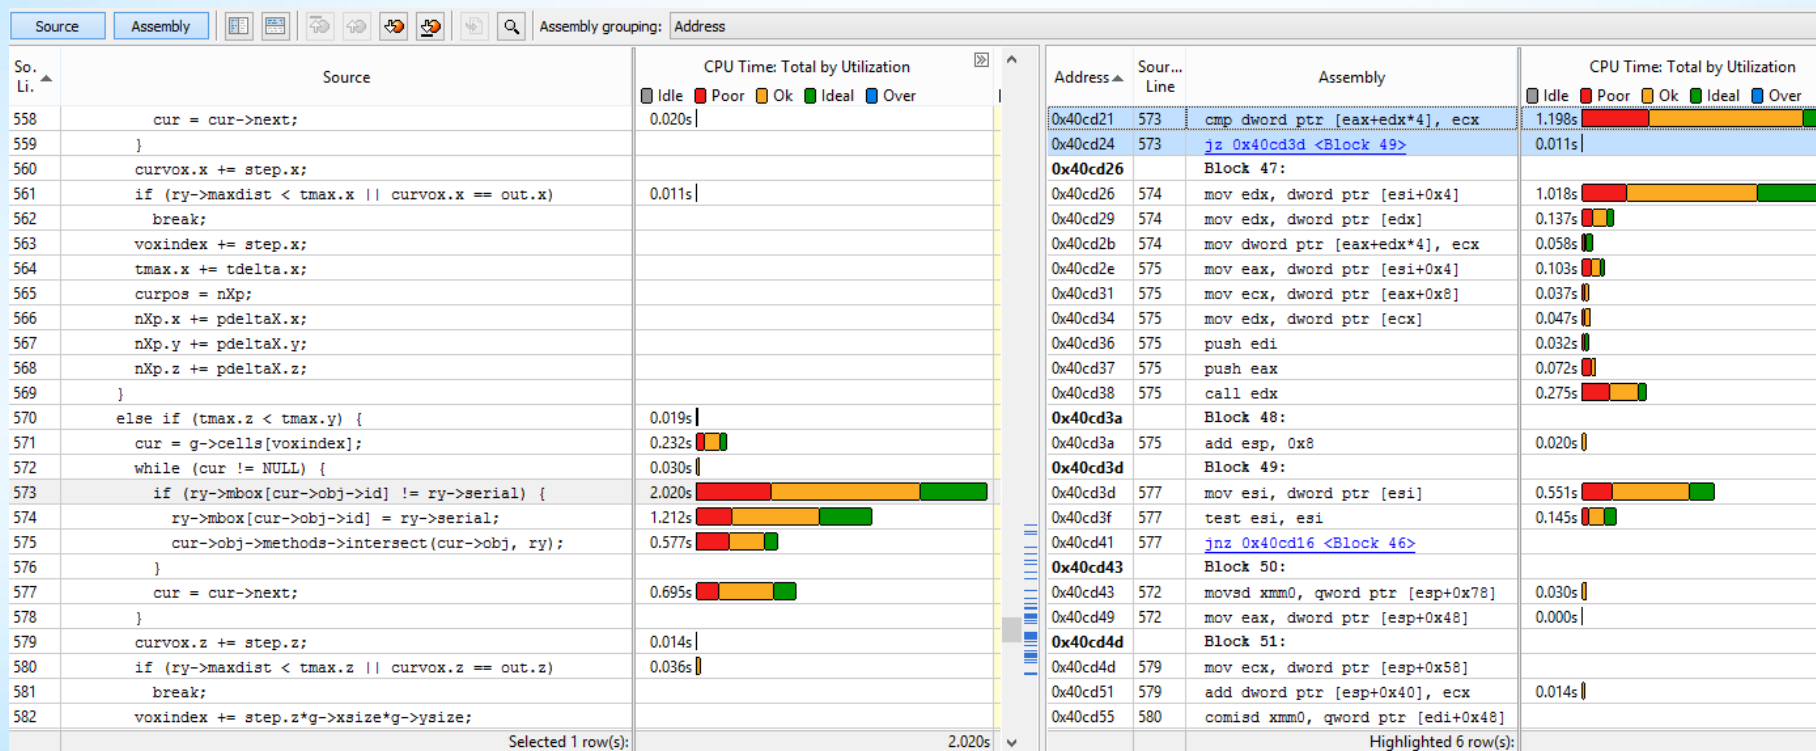 Source Assembly Assembly grouping: Address
So. Li. Source CPU Time: Total by Utilization
Idle Poor Ok Ideal Over
558 cur = cur->next; 0.020s
559 }
560 curvox.x += step.x;
561 if (ry->maxdist < tmax.x || curvox.x == out.x) 0.011s
562 break;
563 voxindex += step.x;
564 tmax.x += tdelta.x;
565 curpos = nXp;
566 nXp.x += pdeltaX.x;
567 nXp.y += pdeltaX.y;
568 nXp.z += pdeltaX.z;
569 }
570 else if (tmax.z < tmax.y) { 0.019s
571 cur = g->cells[voxindex]; 0.232s
572 while (cur != NULL) { 0.030s
573 if (ry->mbox[cur->obj->id] != ry->serial) { 2.020s
574 ry->mbox[cur->obj->id] = ry->serial; 1.212s
575 cur->obj->methods->intersect(cur->obj, ry); 0.577s
576 }
577 cur = cur->next; 0.695s
578 }
579 curvox.z += step.z; 0.014s
580 if (ry->maxdist < tmax.z || curvox.z == out.z) 0.036s
581 break;
582 voxindex += step.z*g->xsize*g->ysize;
Selected 1 row(s): 2.020s
Address Sour... Line Assembly CPU Time: Total by Utilization
Idle Poor Ok Ideal Over
0x40cd21 573 cmp dword ptr [eax+edx*4], ecx 1.198s
0x40cd24 573 jz 0x40cd3d <Block 49> 0.011s
0x40cd26 Block 47:
0x40cd26 574 mov edx, dword ptr [esi+0x4] 1.018s
0x40cd29 574 mov edx, dword ptr [edx] 0.137s
0x40cd2b 574 mov dword ptr [eax+edx*4], ecx 0.058s
0x40cd2e 575 mov eax, dword ptr [esi+0x4] 0.103s
0x40cd31 575 mov ecx, dword ptr [eax+0x8] 0.037s
0x40cd34 575 mov edx, dword ptr [ecx] 0.047s
0x40cd36 575 push edi 0.032s
0x40cd37 575 push eax 0.072s
0x40cd38 575 call edx 0.275s
0x40cd3a Block 48:
0x40cd3a 575 add esp, 0x8 0.020s
0x40cd3d Block 49:
0x40cd3d 577 mov esi, dword ptr [esi] 0.551s
0x40cd3f 577 test esi, esi 0.145s
0x40cd41 577 jnz 0x40cd16 <Block 46>
0x40cd43 Block 50:
0x40cd43 572 movsd xmm0, qword ptr [esp+0x78] 0.030s
0x40cd49 572 mov eax, dword ptr [esp+0x48] 0.000s
0x40cd4d Block 51:
0x40cd4d 579 mov ecx, dword ptr [esp+0x58]
0x40cd51 579 add dword ptr [esp+0x40], ecx 0.014s
0x40cd55 580 comisd xmm0, qword ptr [edi+0x48]
Highlighted 6 row(s):